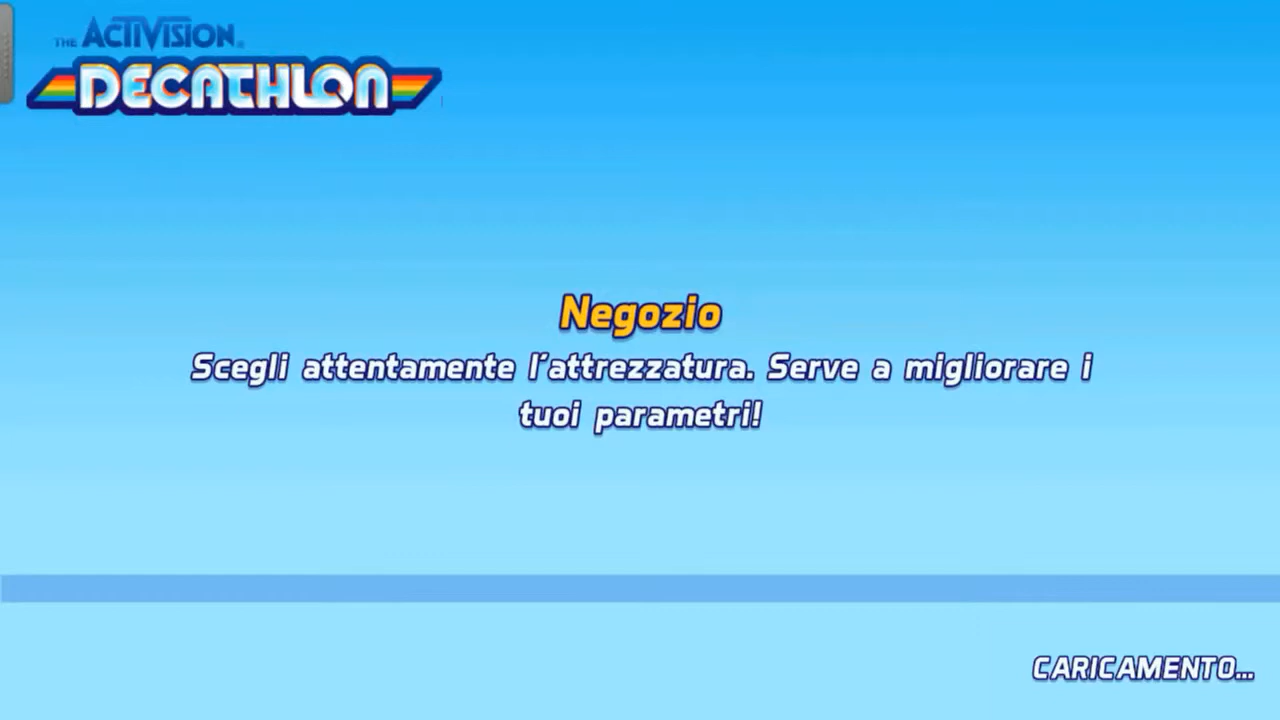 THE ACTIVISION®
DECATHLON
Negozio
Scegli attentamente l'attrezzatura. Serve a migliorare i
tuoi parametri!
CARICAMENTO...